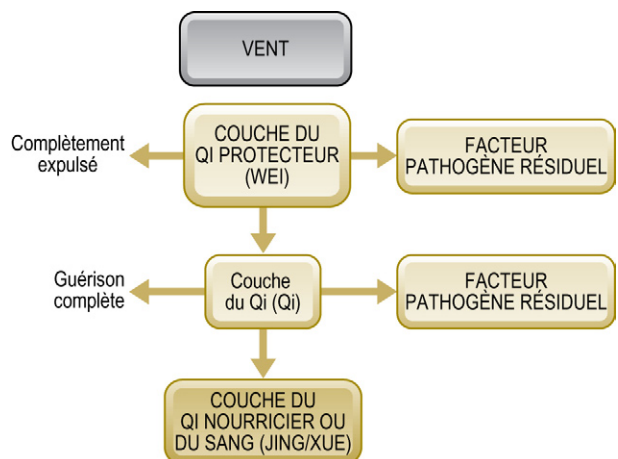 VENT
Complètement
expulsé
COUCHE DU
QI PROTECTEUR
(WEI)
FACTEUR
PATHOGÈNE RÉSIDUEL
Guérison
complète
Couche
du Qi (Qi)
FACTEUR
PATHOGÈNE RÉSIDUEL
COUCHE DU
QI NOURRICIER OU
DU SANG (JING/XUE)